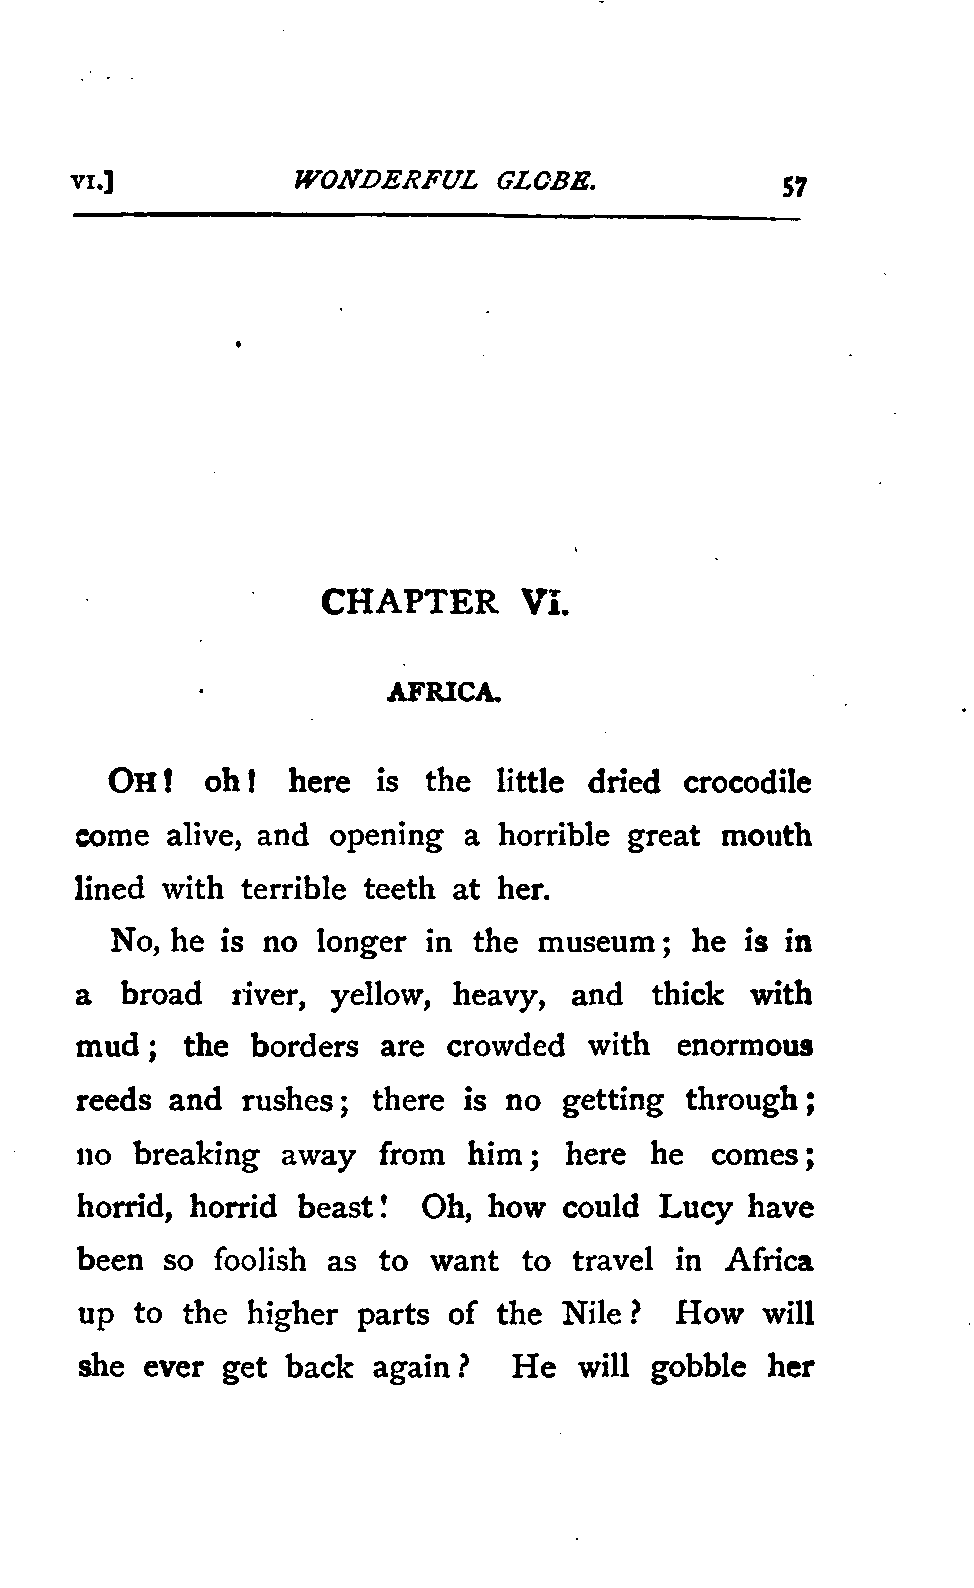 VI.] WONDERFUL GLOBE. 57
CHAPTER VI.
AFRICA.
OH! oh! here is the little dried crocodile
come alive, and opening a horrible great mouth
lined with terrible teeth at her.
No, he is no longer in the museum; he is in
a broad river, yellow, heavy, and thick with
mud; the borders are crowded with enormous
reeds and rushes; there is no getting through;
no breaking away from him; here he comes;
horrid, horrid beast! Oh, how could Lucy have
been so foolish as to want to travel in Africa
up to the higher parts of the Nile? How will
she ever get back again? He will gobble her